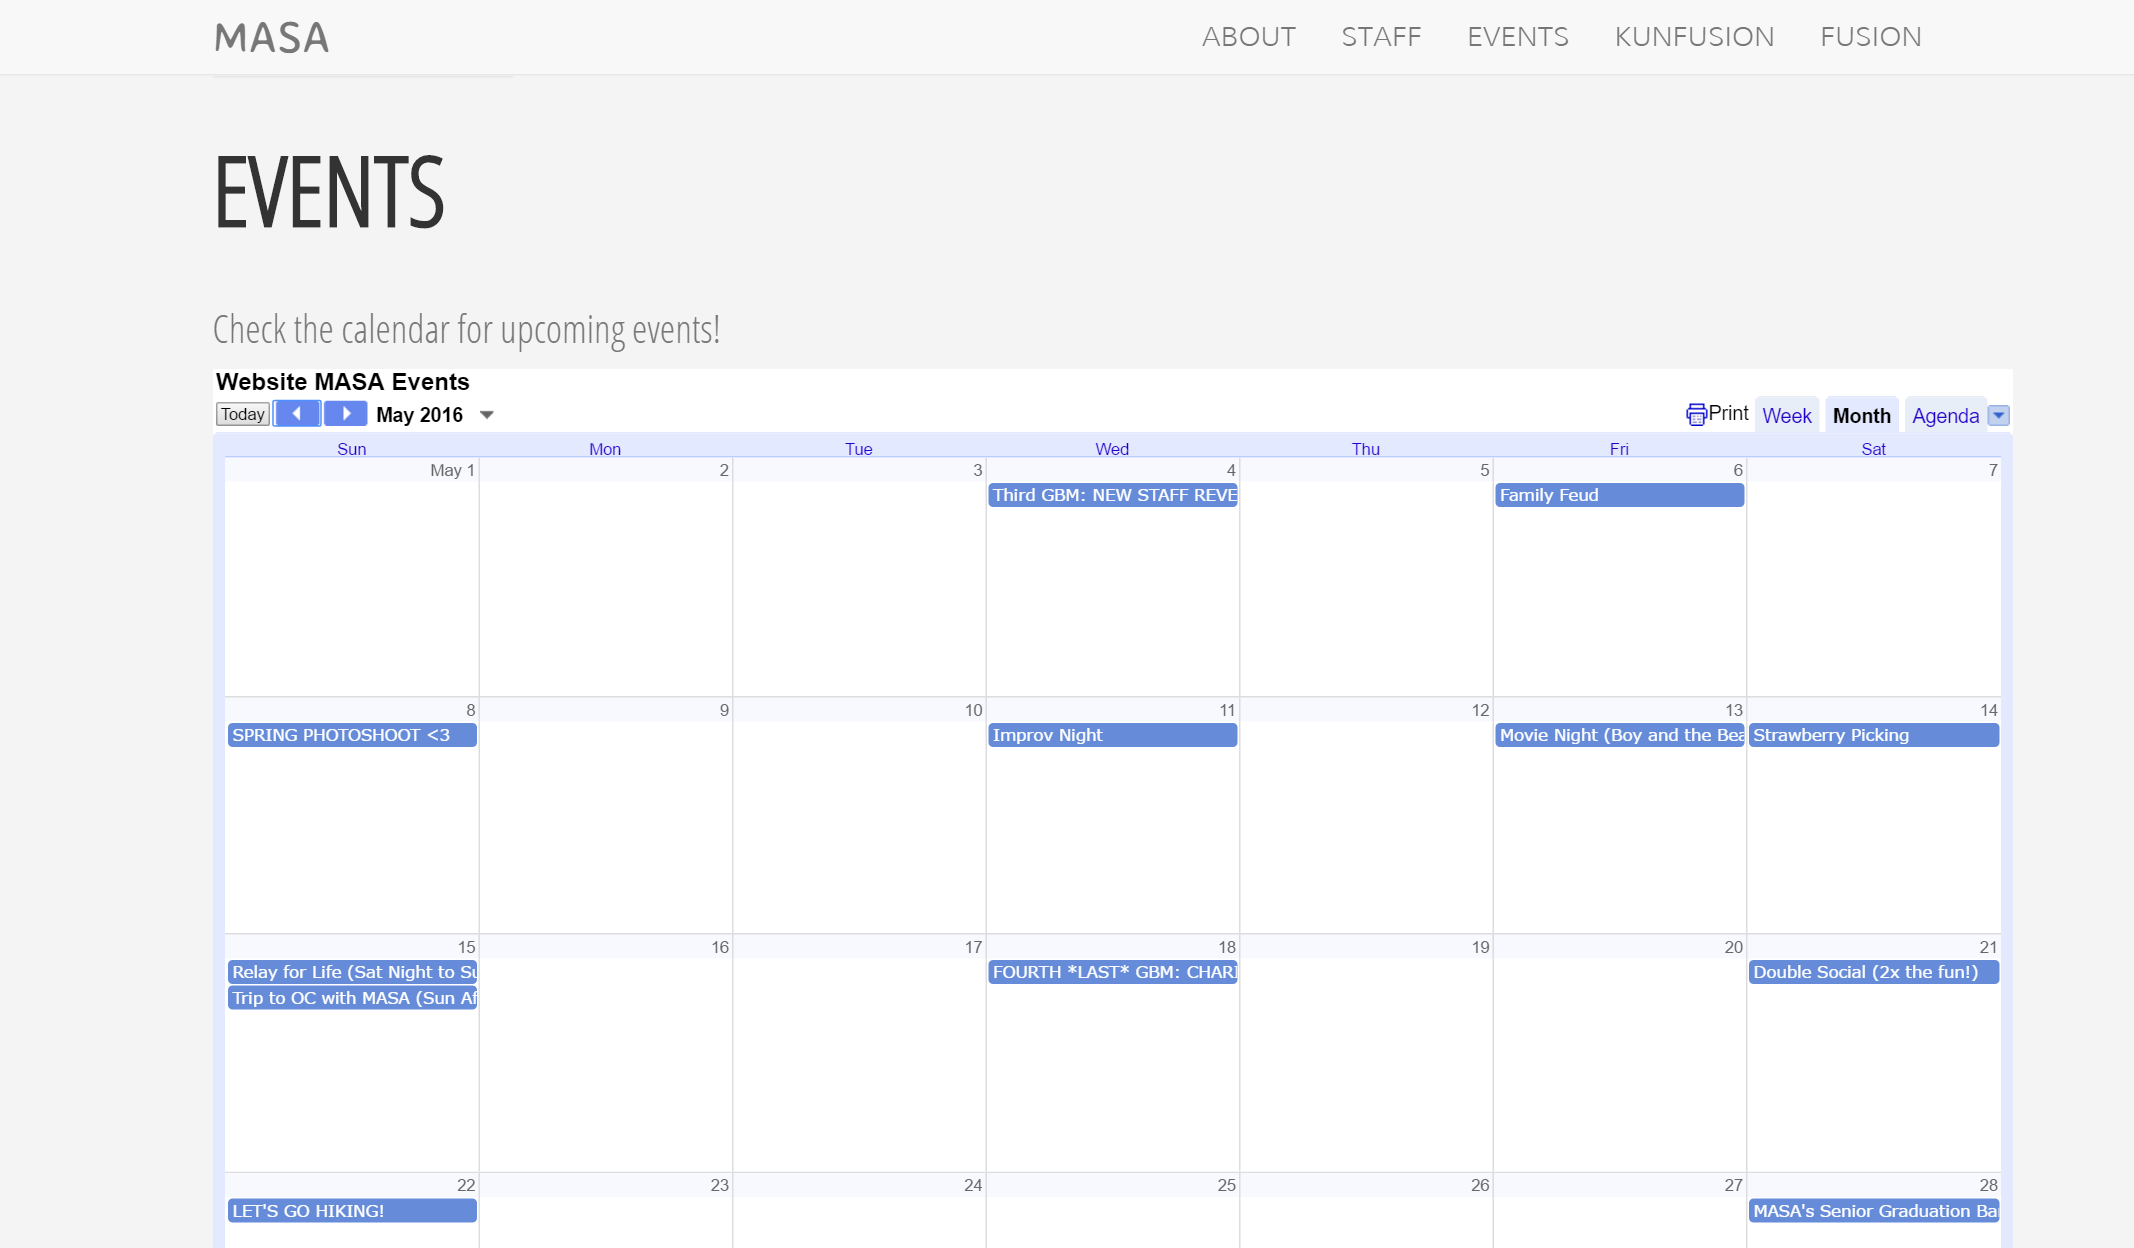 MASA ABOUT STAFF EVENTS KUNFUSION FUSION
EVENTS
Check the calendar for upcoming events!
Website MASA Events
Today May 2016 Print Week Month Agenda
Sun Mon Tue Wed Thu Fri Sat
May 1 2 3 4 5 6 7
Third GBM: NEW STAFF REVE Family Feud
8 9 10 11 12 13 14
SPRING PHOTOSHOOT <3 Improv Night Movie Night (Boy and the Bea Strawberry Picking
15 16 17 18 19 20 21
Relay for Life (Sat Night to Su FOURTH *LAST* GBM: CHARI Double Social (2x the fun!)
Trip to OC with MASA (Sun Af
22 23 24 25 26 27 28
LET'S GO HIKING! MASA's Senior Graduation Ba